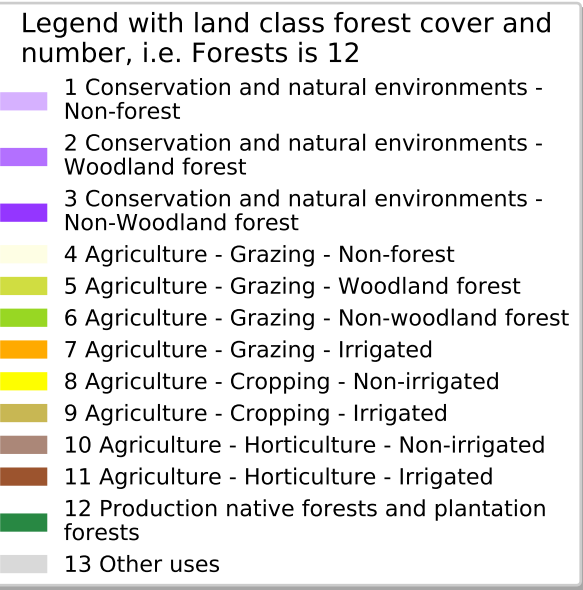 Legend with land class forest cover and
number, i.e. Forests is 12
1 Conservation and natural environments -
Non-forest
2 Conservation and natural environments -
Woodland forest
3 Conservation and natural environments -
Non-Woodland forest
4 Agriculture - Grazing - Non-forest
5 Agriculture - Grazing - Woodland forest
6 Agriculture - Grazing - Non-woodland forest
7 Agriculture - Grazing - Irrigated
8 Agriculture - Cropping - Non-irrigated
9 Agriculture - Cropping - Irrigated
10 Agriculture - Horticulture - Non-irrigated
11 Agriculture - Horticulture - Irrigated
12 Production native forests and plantation
forests
13 Other uses